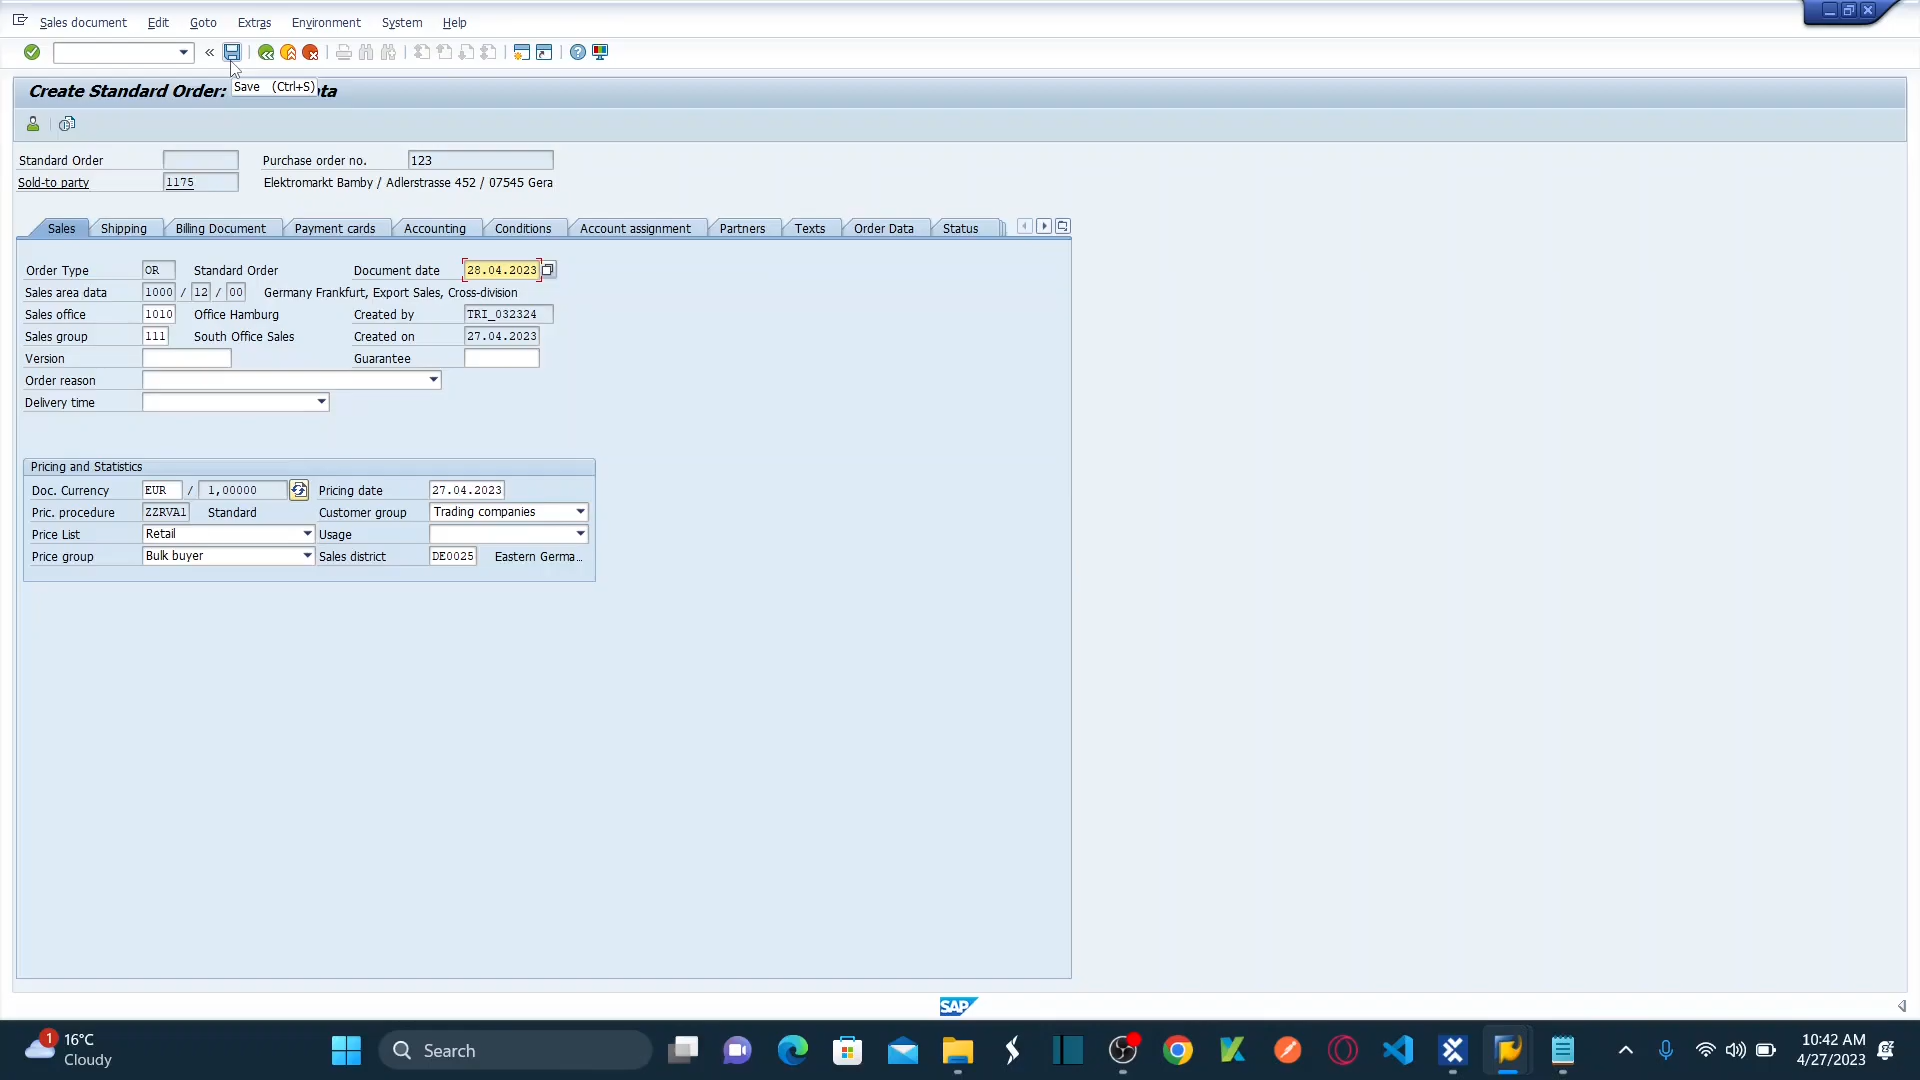 Sales document Edit Goto Extras Environment System Help
Save (Ctrl+S)
Create Standard Order: ata
Standard Order Purchase order no. 123
Sold-to party 1175 Elektromarkt Bamby / Adlerstrasse 452 / 07545 Gera
Sales Shipping Billing Document Payment cards Accounting Conditions Account assignment Partners Texts Order Data Status
Order Type OR Standard Order Document date 28.04.2023
Sales area data 1000 / 12 / 00 Germany Frankfurt, Export Sales, Cross-division
Sales office 1010 Office Hamburg Created by TRI_032324
Sales group 111 South Office Sales Created on 27.04.2023
Version Guarantee
Order reason
Delivery time
Pricing and Statistics
Doc. Currency EUR / 1,00000 Pricing date 27.04.2023
Pric. procedure ZZRVA1 Standard Customer group Trading companies
Price List Retail Usage
Price group Bulk buyer Sales district DE0025 Eastern Germa…
SAP
1 16°C
Cloudy
Search
10:42 AM
4/27/2023